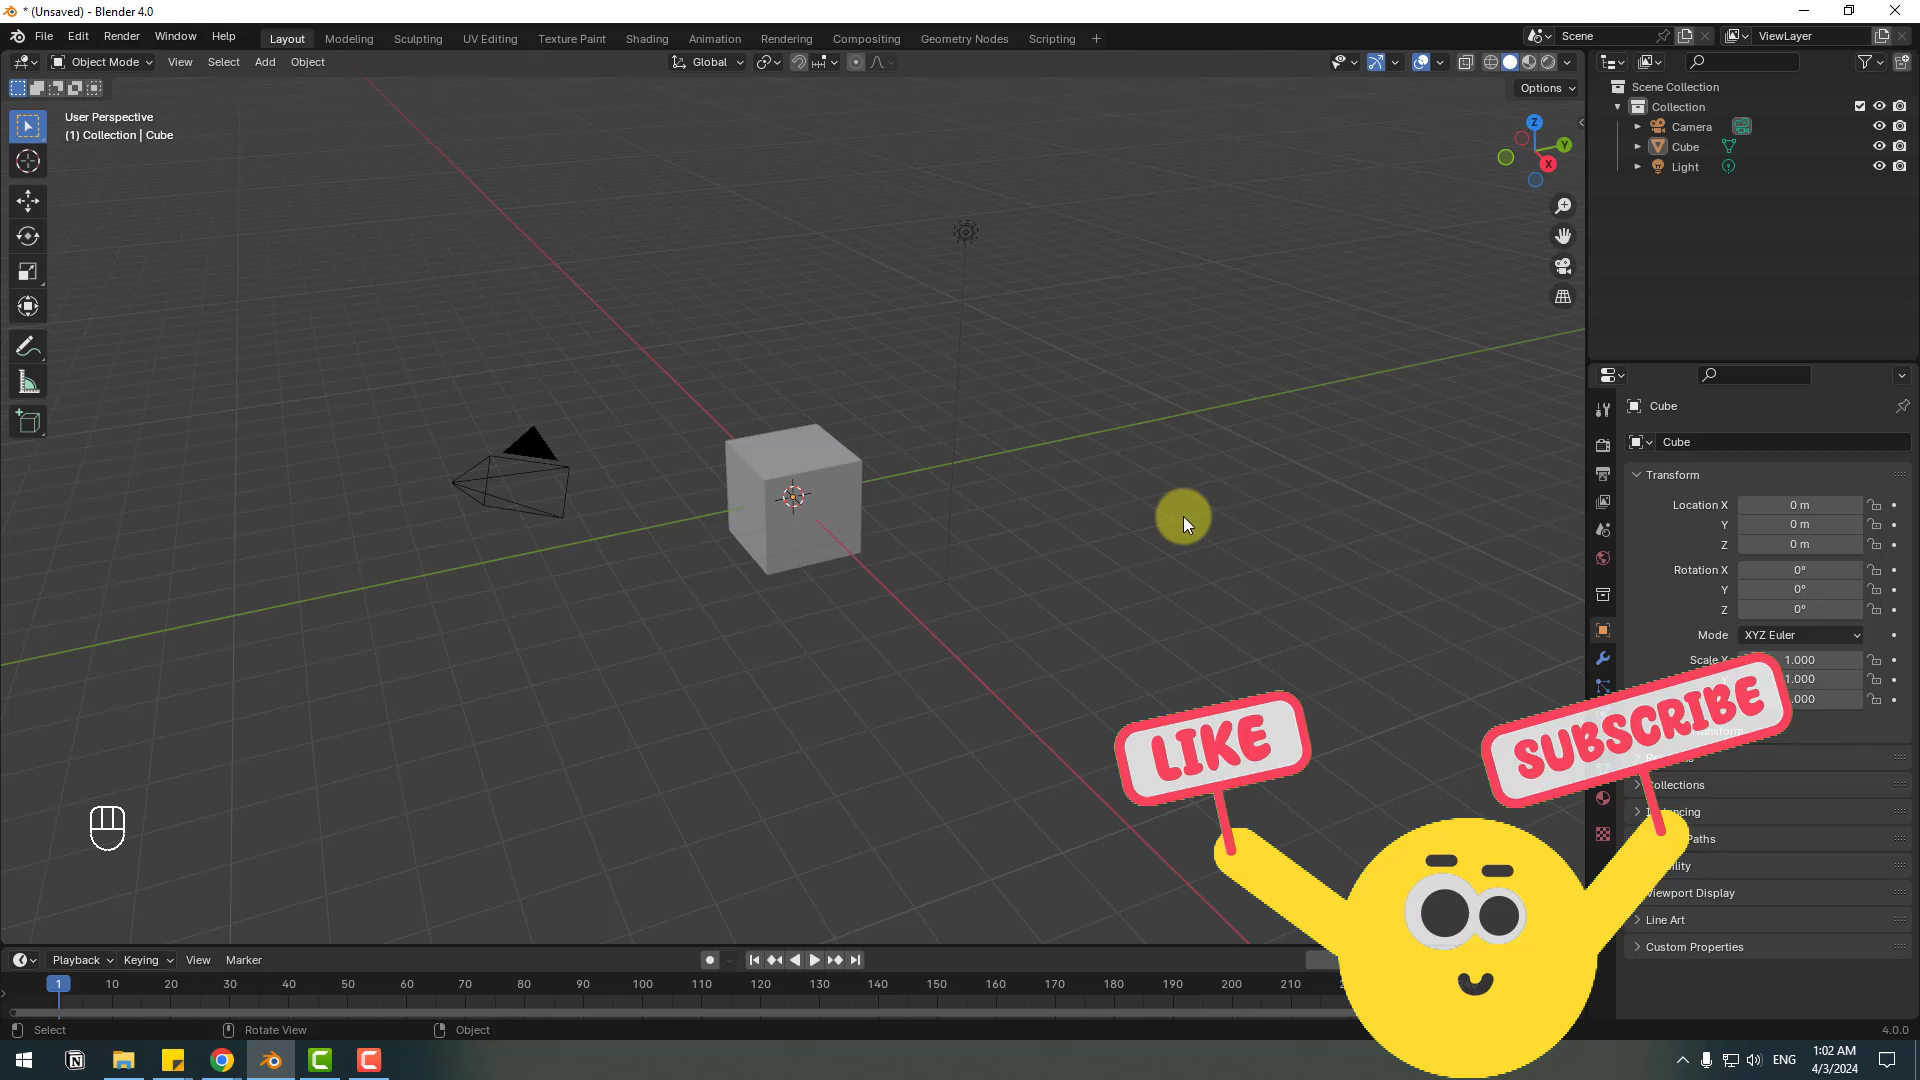 * (Unsaved) - Blender 4.0
File Edit Render Window Help
Layout Modeling Sculpting UV Editing Texture Paint Shading Animation Rendering Compositing Geometry Nodes Scripting +
Scene
ViewLayer
Object Mode View Select Add Object
Global
Options
User Perspective
(1) Collection | Cube
Z
Y
X
Scene Collection
Collection
Camera
Cube
Light
Cube
Cube
Transform
Location X 0 m
Y 0 m
Z 0 m
Rotation X 0°
Y 0°
Z 0°
Mode XYZ Euler
Scale X 1.000
Y 1.000
.000
LIKE
SUBSCRIBE
Collections
Paths
Viewport Display
Line Art
Custom Properties
Playback Keying View Marker
1 10 20 30 40 50 60 70 80 90 100 110 120 130 140 150 160 170 180 190 200 210
Select Rotate View Object
4.0.0
ENG
1:02 AM
4/3/2024